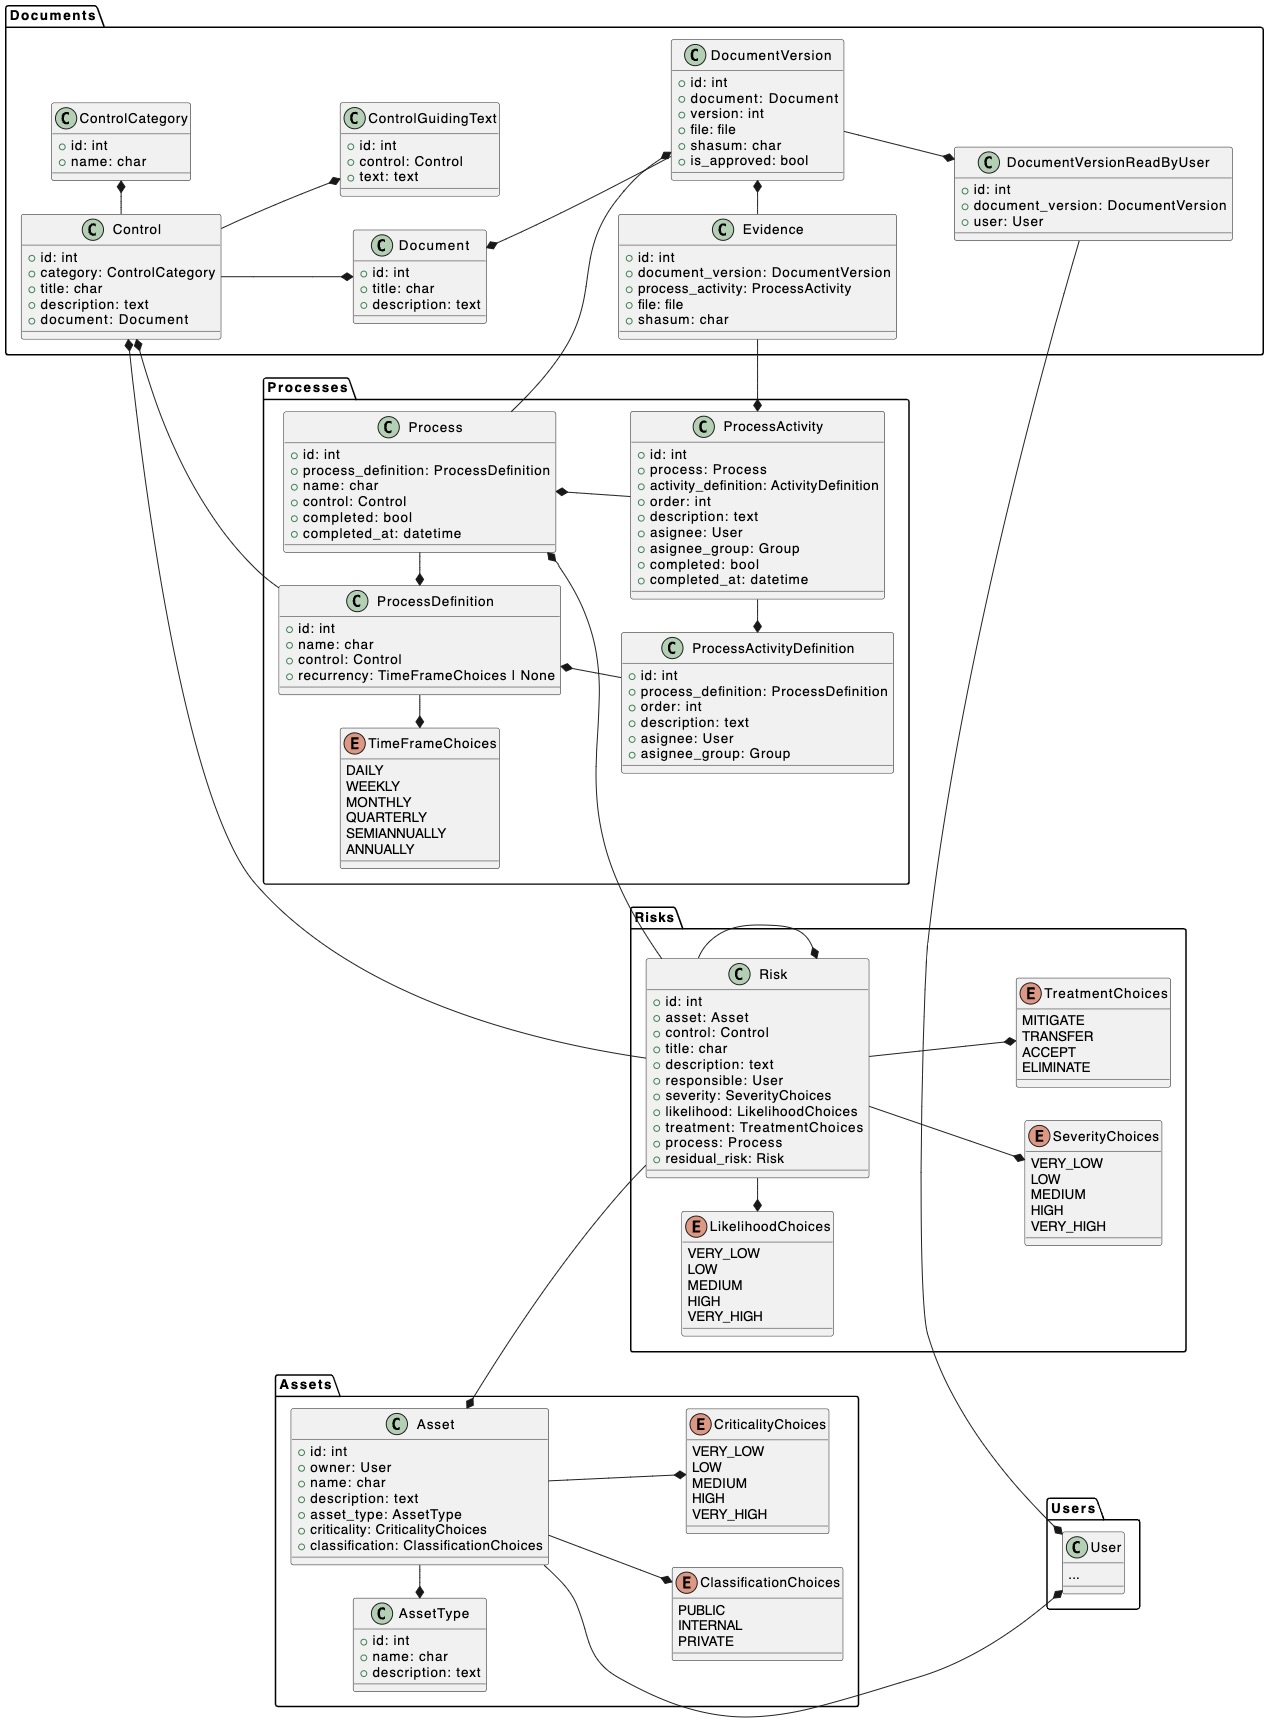 Documents
C DocumentVersion
id: int
document: Document
version: int
file: file
shasum: char
is_approved: bool
C ControlCategory
id: int
name: char
C ControlGuidingText
id: int
control: Control
text: text
C DocumentVersionReadByUser
id: int
document_version: DocumentVersion
user: User
C Control
id: int
category: ControlCategory
title: char
description: text
document: Document
C Document
id: int
title: char
description: text
C Evidence
id: int
document_version: DocumentVersion
process_activity: ProcessActivity
file: file
shasum: char
Processes
C Process
id: int
process_definition: ProcessDefinition
name: char
control: Control
completed: bool
completed_at: datetime
C ProcessActivity
id: int
process: Process
activity_definition: ActivityDefinition
order: int
description: text
asignee: User
asignee_group: Group
completed: bool
completed_at: datetime
C ProcessDefinition
id: int
name: char
control: Control
recurrency: TimeFrameChoices | None
C ProcessActivityDefinition
id: int
process_definition: ProcessDefinition
order: int
description: text
asignee: User
asignee_group: Group
E TimeFrameChoices
DAILY
WEEKLY
MONTHLY
QUARTERLY
SEMIANNUALLY
ANNUALLY
Risks
C Risk
id: int
asset: Asset
control: Control
title: char
description: text
responsible: User
severity: SeverityChoices
likelihood: LikelihoodChoices
treatment: TreatmentChoices
process: Process
residual_risk: Risk
E TreatmentChoices
MITIGATE
TRANSFER
ACCEPT
ELIMINATE
E SeverityChoices
VERY_LOW
LOW
MEDIUM
HIGH
VERY_HIGH
E LikelihoodChoices
VERY_LOW
LOW
MEDIUM
HIGH
VERY_HIGH
Assets
C Asset
id: int
owner: User
name: char
description: text
asset_type: AssetType
criticality: CriticalityChoices
classification: ClassificationChoices
E CriticalityChoices
VERY_LOW
LOW
MEDIUM
HIGH
VERY_HIGH
E ClassificationChoices
PUBLIC
INTERNAL
PRIVATE
C AssetType
id: int
name: char
description: text
Users
C User
...